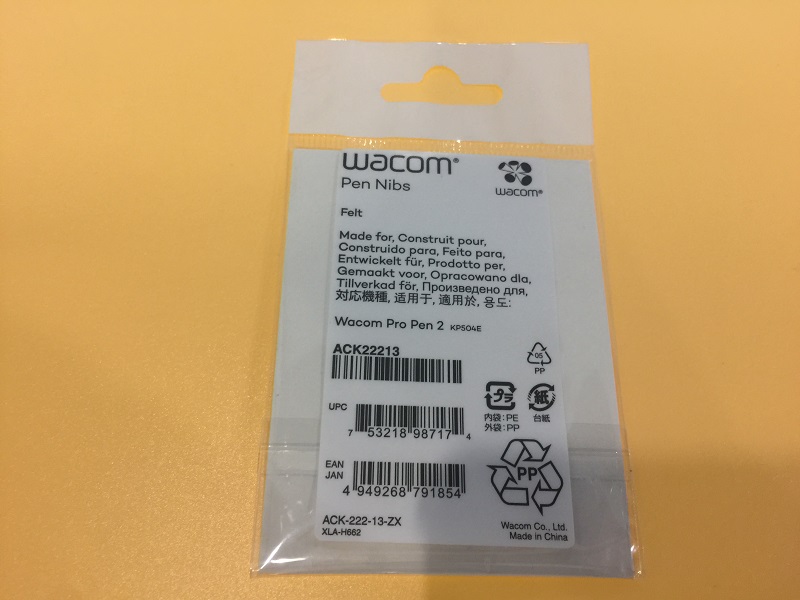 wacom®
Pen Nibs
wacom®
Felt
Made for, Construit pour,
Construido para, Feito para,
Entwickelt für, Prodotto per,
Gemaakt voor, Opracowano dla,
Tillverkad för, Произведено для,
対応機種, 适用于, 適用於, 용도:
Wacom Pro Pen 2 KP504E
ACK22213
05
PP
プラ
紙
内袋:PE
外袋:PP
台紙
UPC
7 53218 98717 4
EAN
JAN
4 949268 791854
PP
ACK-222-13-ZX
XLA-H662
Wacom Co., Ltd.
Made in China